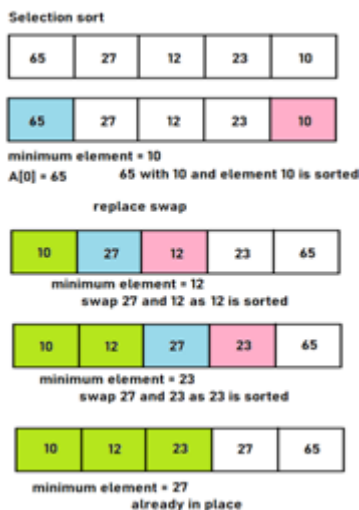 Selection sort
65 27 12 23 10
65 27 12 23 10
minimum element = 10
A[0] = 65 65 with 10 and element 10 is sorted
replace swap
10 27 12 23 65
minimum element = 12
swap 27 and 12 as 12 is sorted
10 12 27 23 65
minimum element = 23
swap 27 and 23 as 23 is sorted
10 12 23 27 65
minimum element = 27
already in place